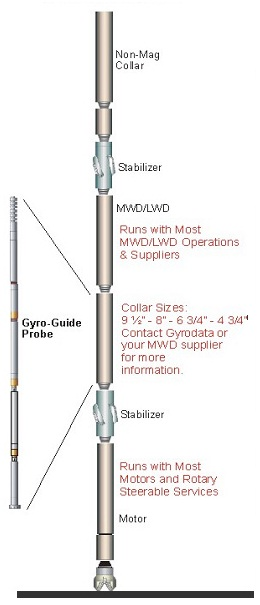 Non-Mag
Collar
Stabilizer
MWD/LWD
Runs with Most
MWD/LWD Operations
& Suppliers
Gyro-Guide
Probe
Collar Sizes:
9 ½" - 8" - 6 3/4" - 4 3/4"
Contact Gyrodata or
your MWD supplier
for more
information.
Stabilizer
Runs with Most
Motors and Rotary
Steerable Services
Motor